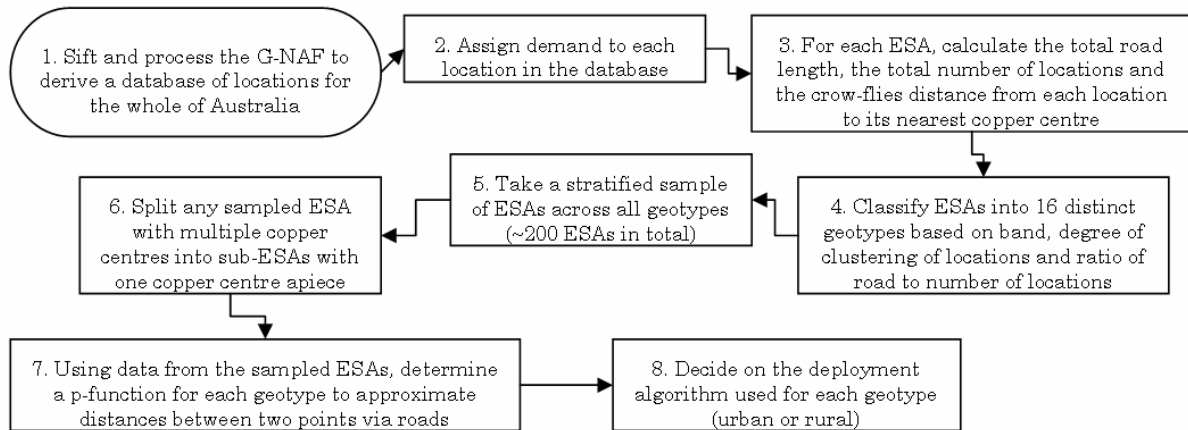 1. Sift and process the G-NAF to
derive a database of locations for
the whole of Australia
2. Assign demand to each
location in the database
3. For each ESA, calculate the total road
length, the total number of locations and
the crow-flies distance from each location
to its nearest copper centre
4. Classify ESAs into 16 distinct
geotypes based on band, degree of
clustering of locations and ratio of
road to number of locations
5. Take a stratified sample
of ESAs across all geotypes
(~200 ESAs in total)
6. Split any sampled ESA
with multiple copper
centres into sub-ESAs with
one copper centre apiece
7. Using data from the sampled ESAs, determine
a p-function for each geotype to approximate
distances between two points via roads
8. Decide on the deployment
algorithm used for each geotype
(urban or rural)